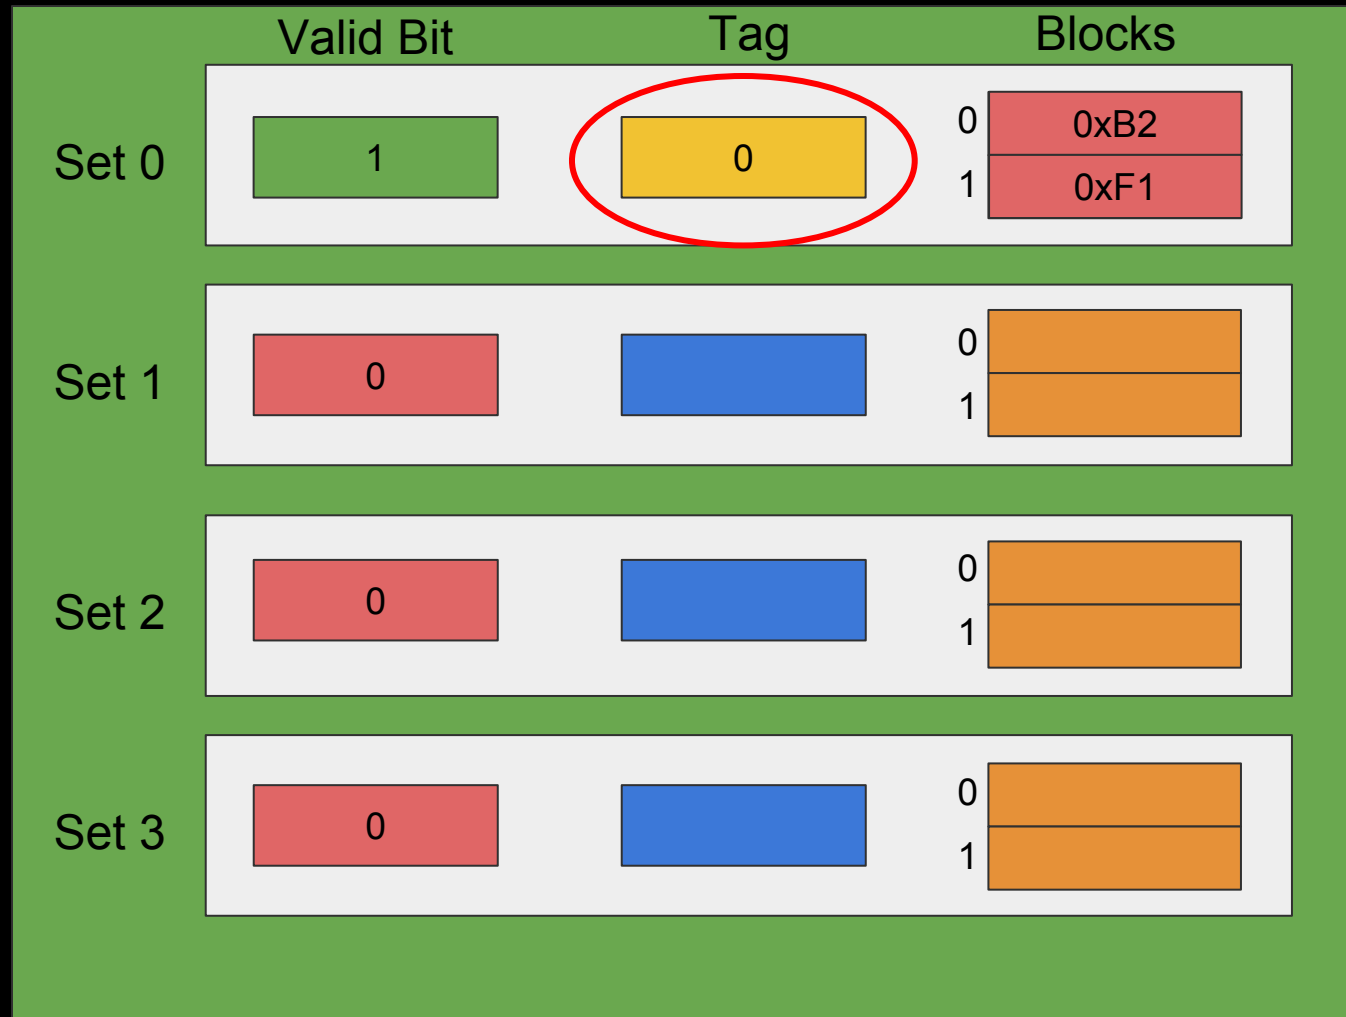 Valid Bit Tag Blocks
Set 0 1 0 0 0xB2
1 0xF1
Set 1 0 0
1
Set 2 0 0
1
Set 3 0 0
1